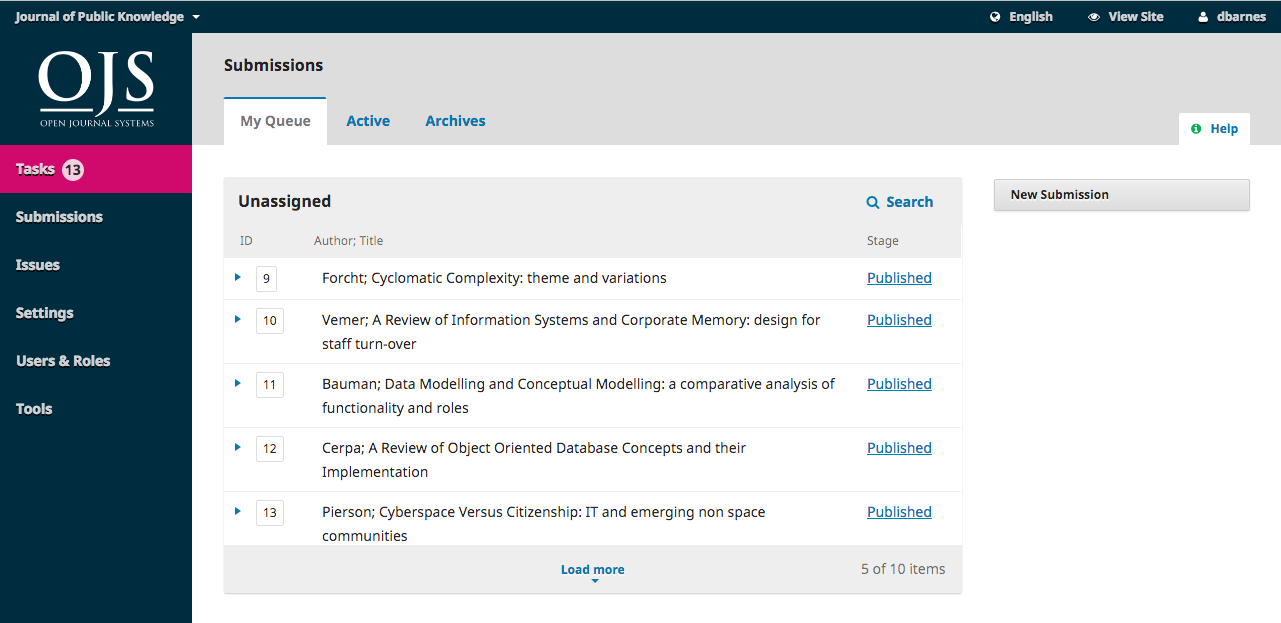 Journal of Public Knowledge
English
View Site
dbarnes
OJS
OPEN JOURNAL SYSTEMS
Submissions
My Queue
Active
Archives
Help
Tasks 13
Submissions
Issues
Settings
Users & Roles
Tools
Unassigned
Search
ID
Author; Title
Stage
9
Forcht; Cyclomatic Complexity: theme and variations
Published
10
Vemer; A Review of Information Systems and Corporate Memory: design for
staff turn-over
Published
11
Bauman; Data Modelling and Conceptual Modelling: a comparative analysis of
functionality and roles
Published
12
Cerpa; A Review of Object Oriented Database Concepts and their
Implementation
Published
13
Pierson; Cyberspace Versus Citizenship: IT and emerging non space
communities
Published
Load more
5 of 10 items
New Submission